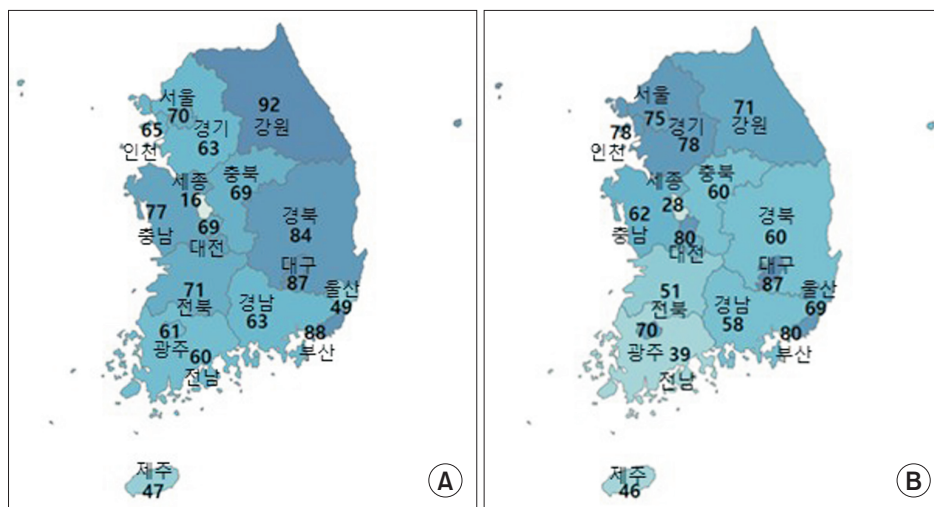 서울
70
92
강원
65
인천
경기
63
충북
69
세종
16
77
충남
69
대전
경북
84
대구
87
울산
49
71
전북
경남
63
88
부산
61
광주
60
전남
제주
47
A
서울
75
71
강원
78
인천
경기
78
충북
60
세종
28
62
충남
80
대전
경북
60
대구
87
울산
69
51
전북
경남
58
80
부산
70
광주
39
전남
제주
46
B